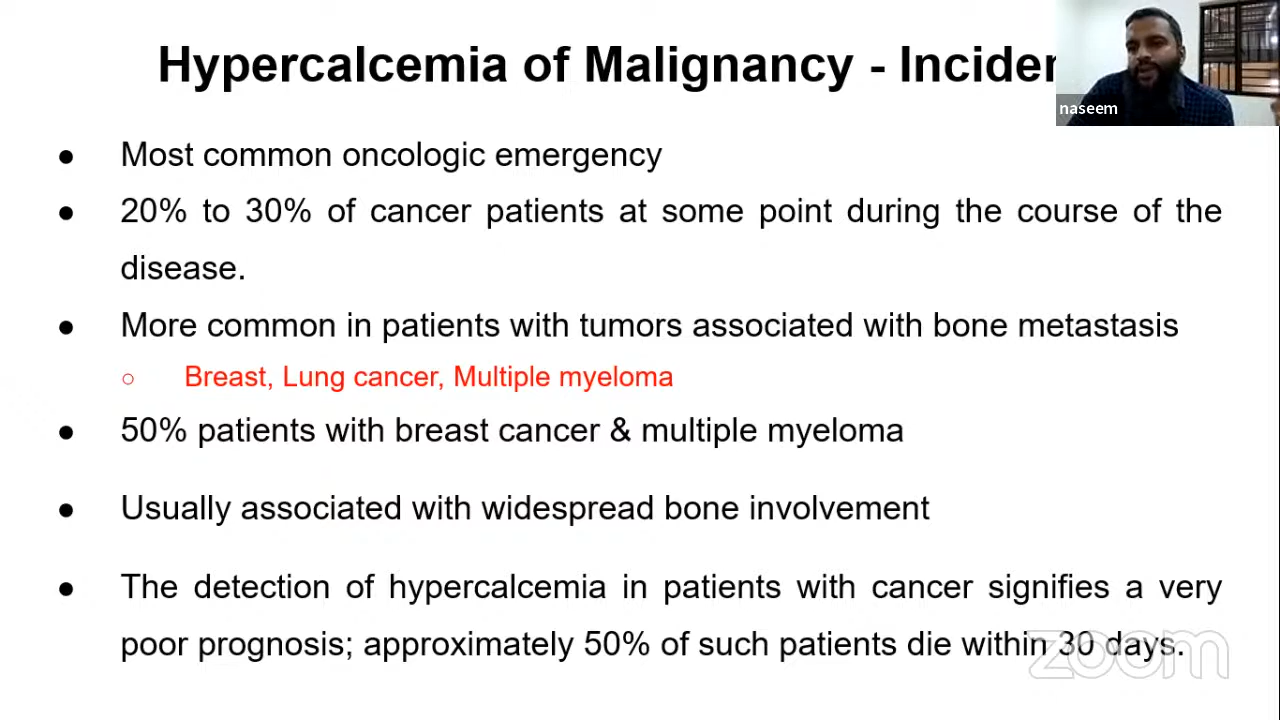 Hypercalcemia of Malignancy - Inciden
naseem
● Most common oncologic emergency
● 20% to 30% of cancer patients at some point during the course of the
disease.
● More common in patients with tumors associated with bone metastasis
○ Breast, Lung cancer, Multiple myeloma
● 50% patients with breast cancer & multiple myeloma
● Usually associated with widespread bone involvement
● The detection of hypercalcemia in patients with cancer signifies a very
poor prognosis; approximately 50% of such patients die within 30 days.
zoom